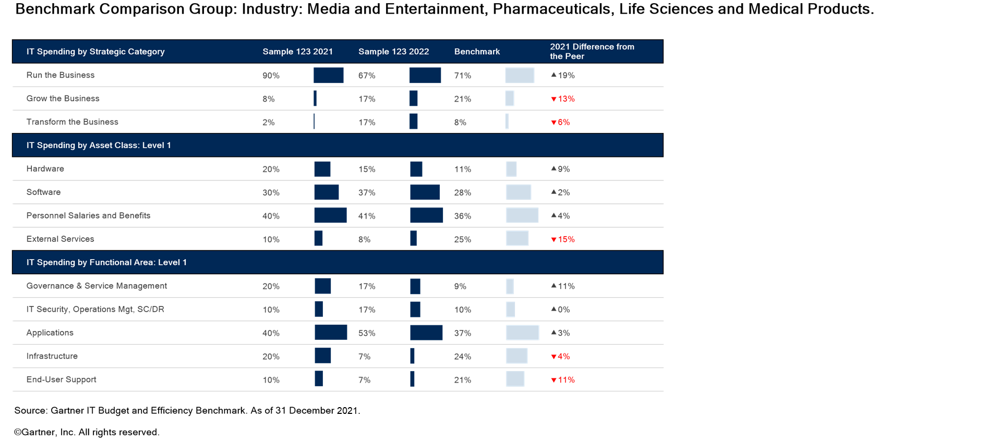 Benchmark Comparison Group: Industry: Media and Entertainment, Pharmaceuticals, Life Sciences and Medical Products.
IT Spending by Strategic Category Sample 123 2021 Sample 123 2022 Benchmark 2021 Difference from
the Peer
Run the Business 90% 67% 71% ▲19%
Grow the Business 8% 17% 21% ▼13%
Transform the Business 2% 17% 8% ▼6%
IT Spending by Asset Class: Level 1
Hardware 20% 15% 11% ▲9%
Software 30% 37% 28% ▲2%
Personnel Salaries and Benefits 40% 41% 36% ▲4%
External Services 10% 8% 25% ▼15%
IT Spending by Functional Area: Level 1
Governance & Service Management 20% 17% 9% ▲11%
IT Security, Operations Mgt, SC/DR 10% 17% 10% ▲0%
Applications 40% 53% 37% ▲3%
Infrastructure 20% 7% 24% ▼4%
End-User Support 10% 7% 21% ▼11%
Source: Gartner IT Budget and Efficiency Benchmark. As of 31 December 2021.
©Gartner, Inc. All rights reserved.